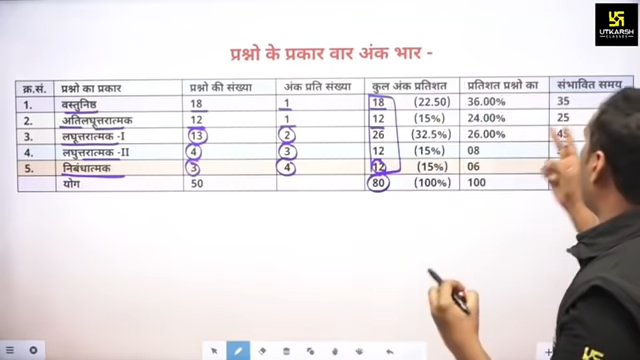 UTKARSH
CLASSES
प्रश्नो के प्रकार वार अंक भार -
क्र.सं. प्रश्नो का प्रकार प्रश्नो की संख्या अंक प्रति संख्या कुल अंक प्रतिशत प्रतिशत प्रश्नो का संभावित समय
1. वस्तुनिष्ठ 18 1 18 (22.50) 36.00% 35
2. अतिलघूत्तरात्मक 12 1 12 (15%) 24.00% 25
3. लघूत्तरात्मक -I 13 2 26 (32.5%) 26.00% 45
4. लघुत्तरात्मक -II 4 3 12 (15%) 08
5. निबंधात्मक 3 4 12 (15%) 06
योग 50 80 (100%) 100